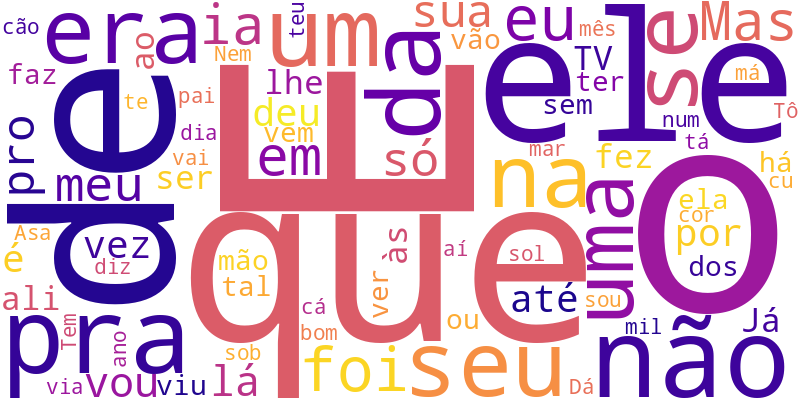 cão
era
ao
ia
um
teu
da
sua
vão
eu
mês
TV
ter
se
Mas
faz
te
pai
Nem
lhe
deu
vem
sem
ele
má
Tô
pro
de
dia
vai
E
em
só
num
tá
mar
fez
há
cu
meu
ser
na
uma
O
ela
cor
por
Asa
é
vez
diz
que
mão
tal
às
ver
aí
sol
dos
ali
pra
Tem
ano
cá
bom
ou
até
sou
mil
não
Já
via
vou
viu
lá
sob
foi
seu
Dá